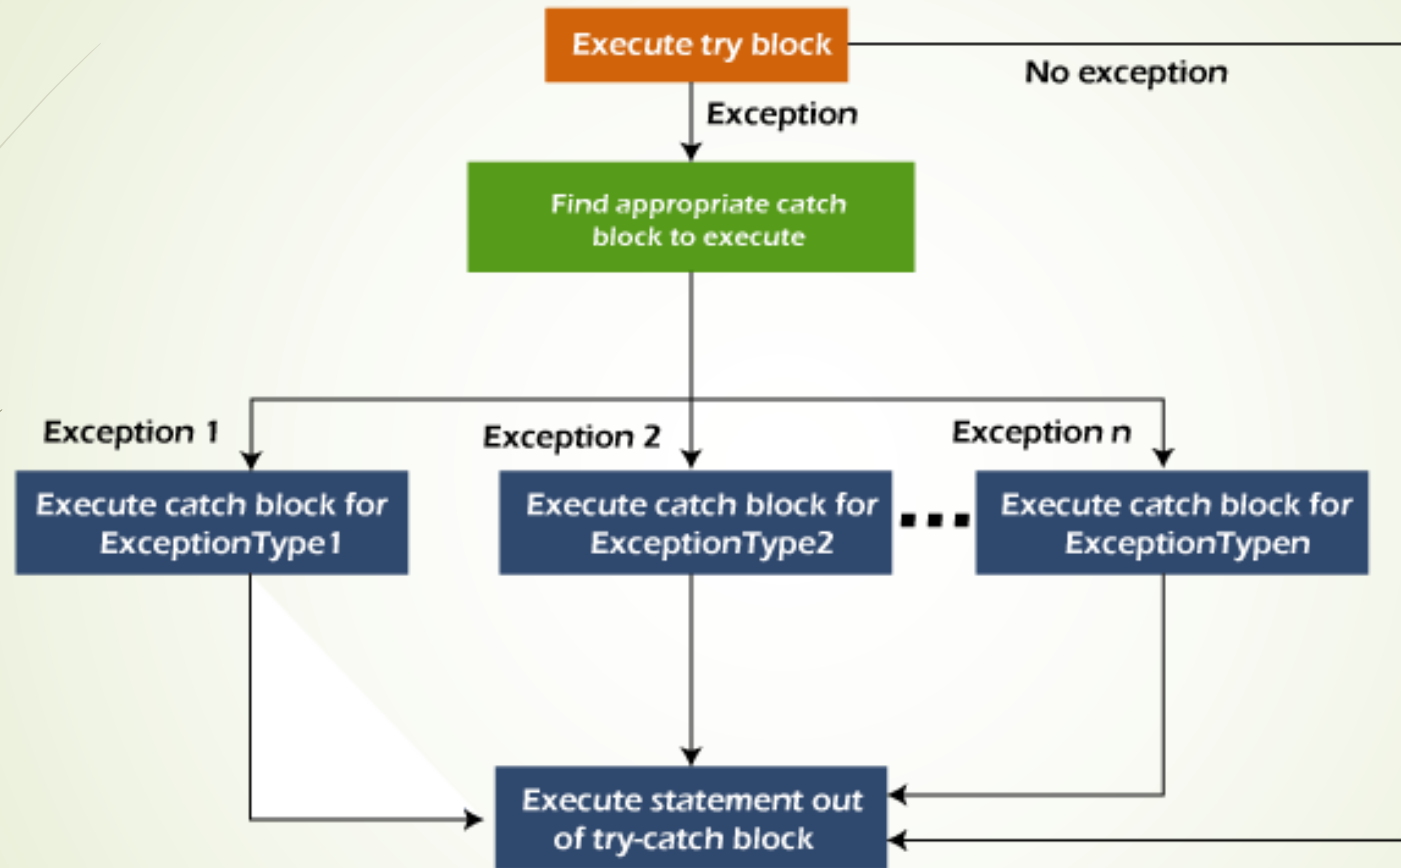 Execute try block
No exception
Exception
Find appropriate catch
block to execute
Exception 1
Exception 2
Exception n
Execute catch block for
ExceptionType1
Execute catch block for
ExceptionType2
Execute catch block for
ExceptionTypen
Execute statement out
of try-catch block